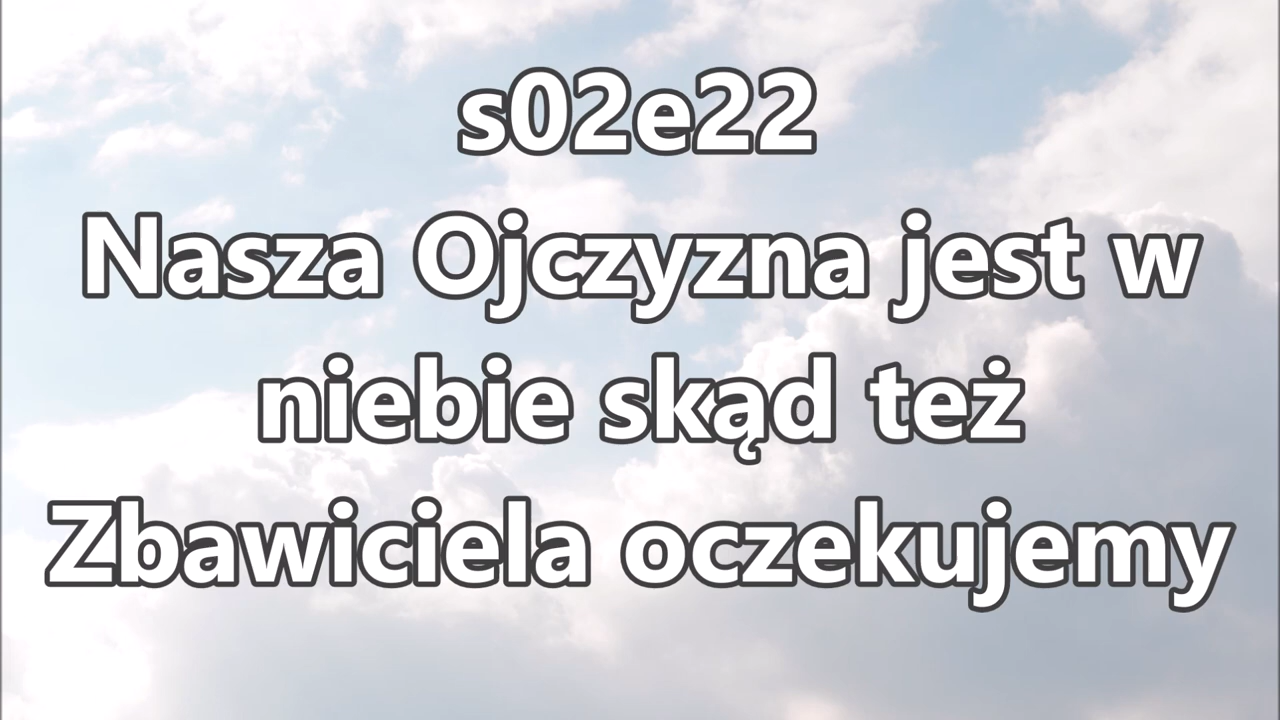 s02e22
Nasza Ojczyzna jest w
niebie skąd też
Zbawiciela oczekujemy